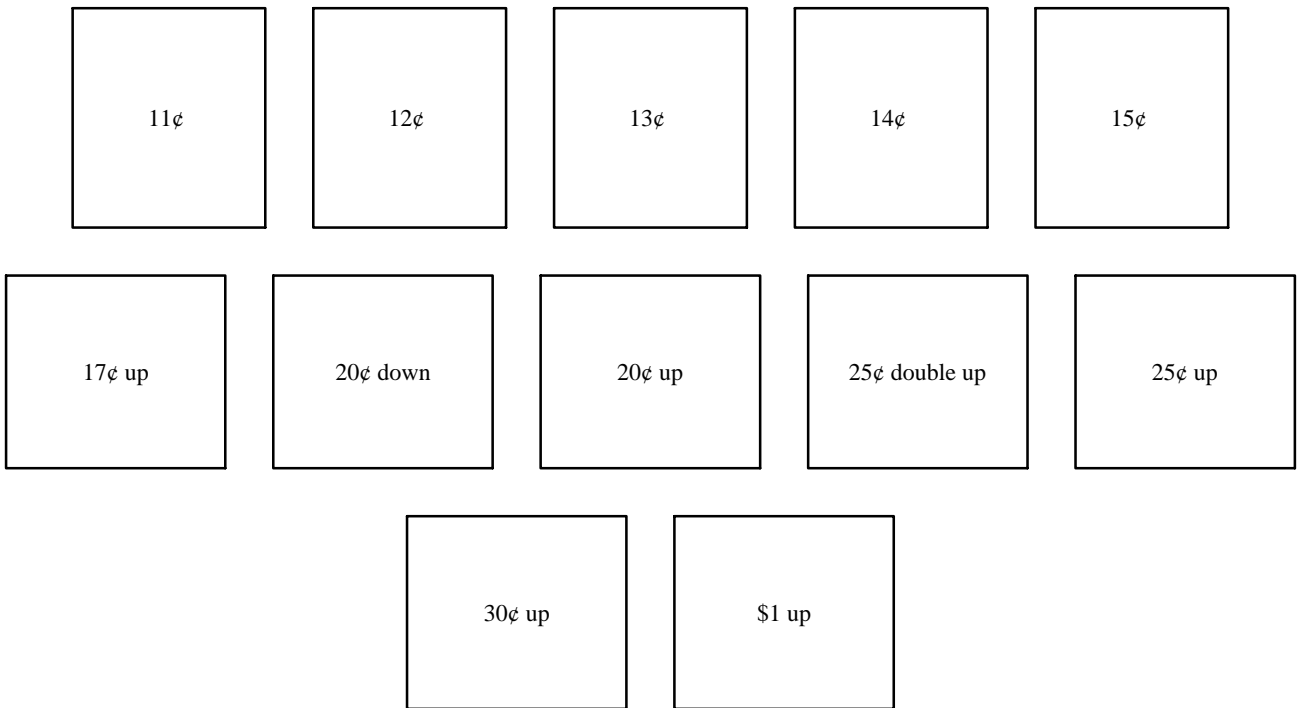 11¢
12¢
13¢
14¢
15¢
17¢ up
20¢ down
20¢ up
25¢ double up
25¢ up
30¢ up
$1 up